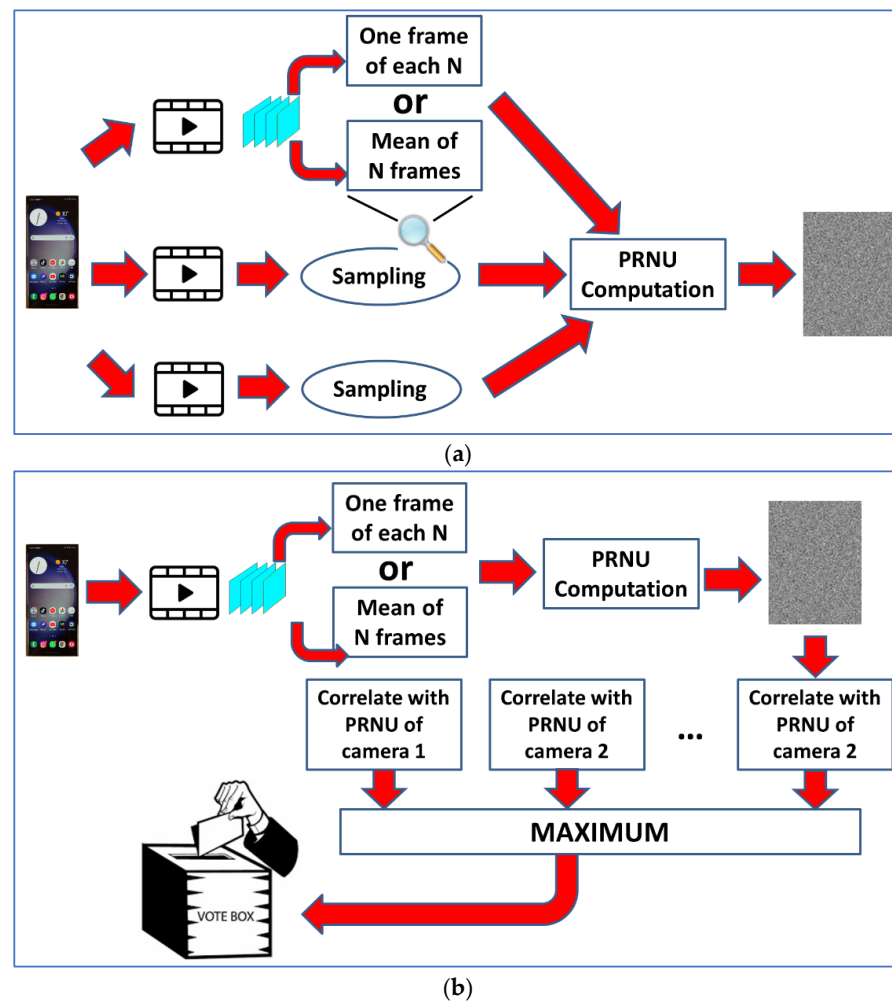 One frame
of each N
or
Mean of
N frames
Sampling
PRNU
Computation
Sampling
(a)
One frame
of each N
or
Mean of
N frames
PRNU
Computation
Correlate with
PRNU of
camera 1
Correlate with
PRNU of
camera 2
...
Correlate with
PRNU of
camera 2
MAXIMUM
VOTE BOX
(b)